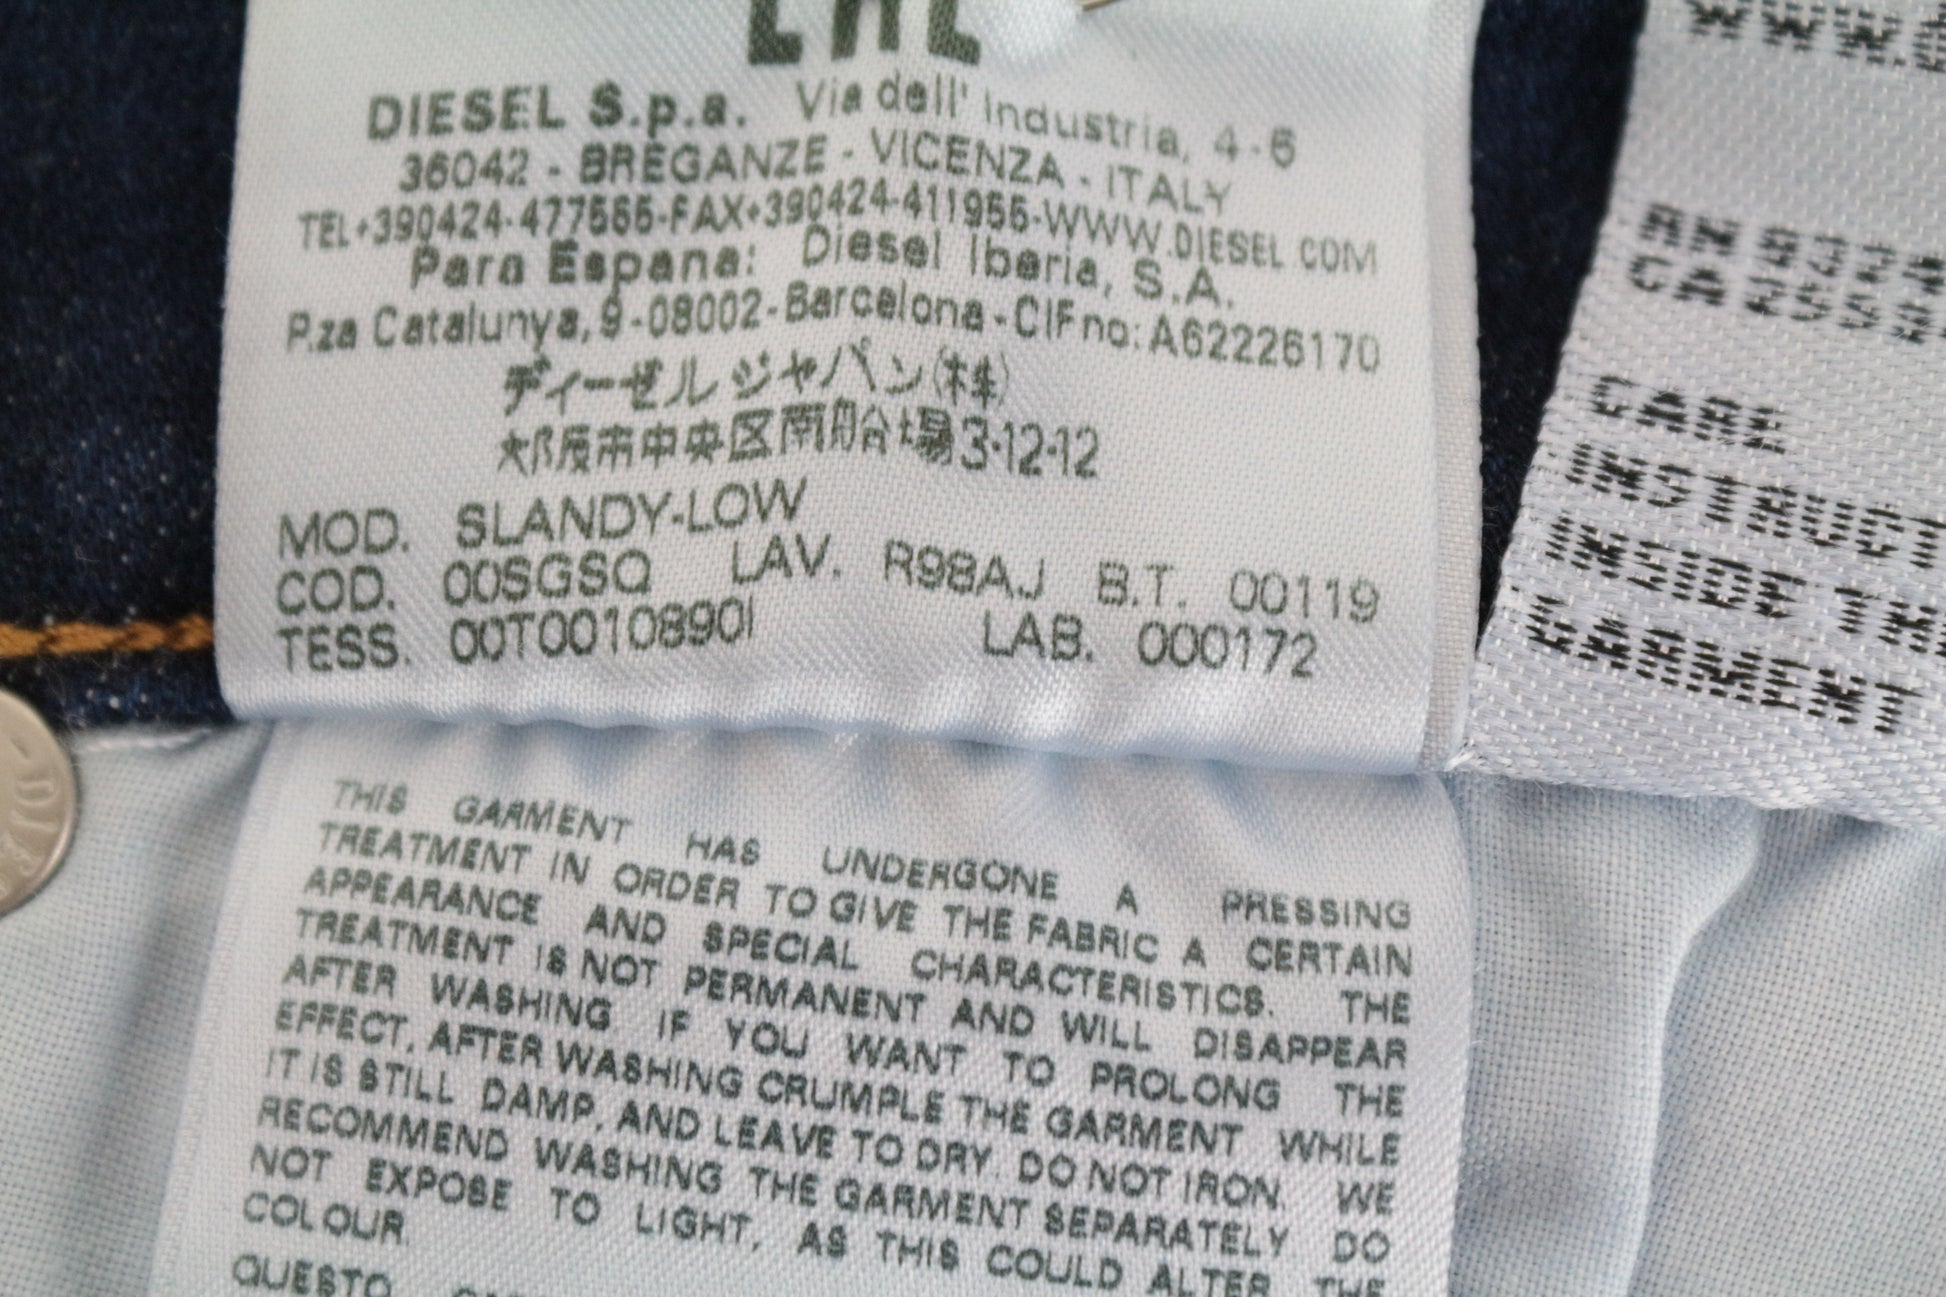 EAC
DIESEL S.p.a. Via dell' Industria, 4-6
36042 - BREGANZE - VICENZA - ITALY
TEL+390424-477555-FAX+390424-411955-WWW.DIESEL.COM
Para Espana: Diesel Iberia, S.A.
P.za Catalunya, 9-08002-Barcelona-CIF no: A62226170
ディーゼル ジャパン(株)
大阪市中央区南船場3-12-12
MOD. SLANDY-LOW
COD. 00SGSQ LAV. R98AJ B.T. 00119
TESS. 00T0010890I LAB. 000172
THIS GARMENT HAS UNDERGONE A PRESSING
TREATMENT IN ORDER TO GIVE THE FABRIC A CERTAIN
APPEARANCE AND SPECIAL CHARACTERISTICS. THE
TREATMENT IS NOT PERMANENT AND WILL DISAPPEAR
AFTER WASHING IF YOU WANT TO PROLONG THE
EFFECT, AFTER WASHING CRUMPLE THE GARMENT WHILE
IT IS STILL DAMP, AND LEAVE TO DRY. DO NOT IRON. WE
RECOMMEND WASHING THE GARMENT SEPARATELY DO
NOT EXPOSE TO LIGHT, AS THIS COULD ALTER THE
COLOUR.
QUESTO
CARE
INSTRUCT
INSIDE
GARMENT